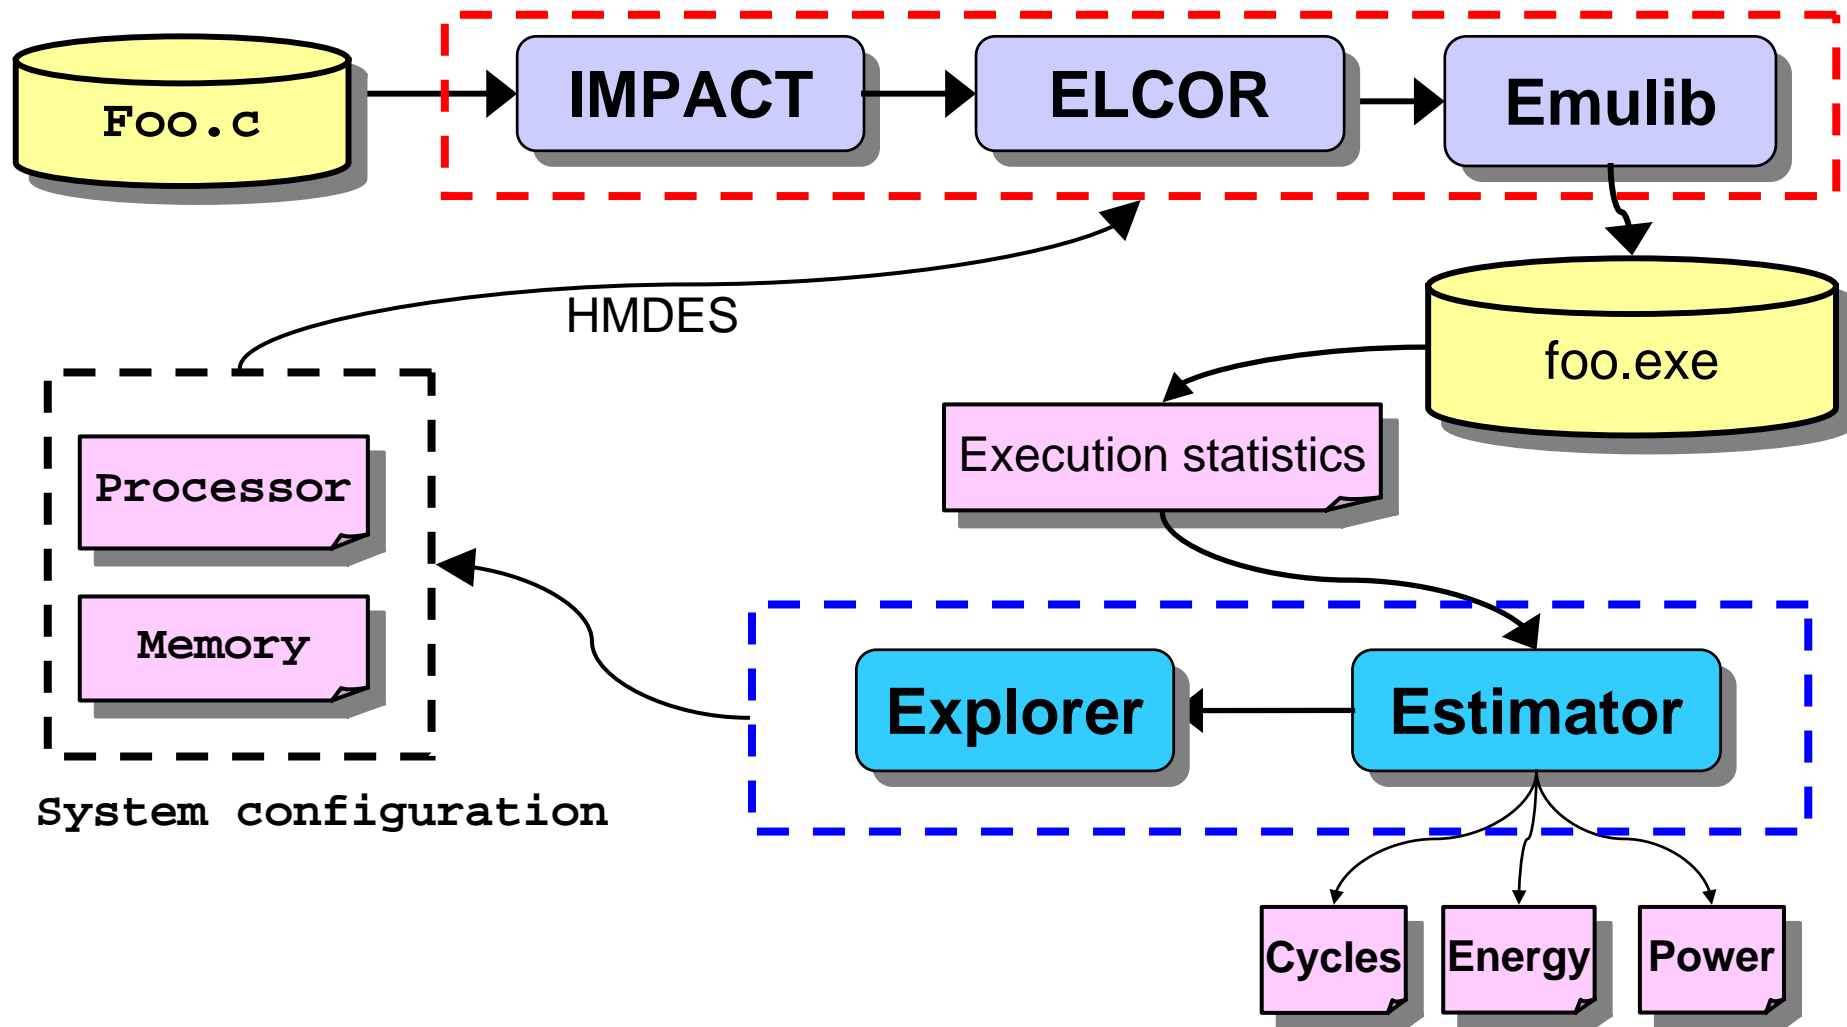 Foo.c
IMPACT
ELCOR
Emulib
HMDES
foo.exe
Execution statistics
Processor
Memory
System configuration
Explorer
Estimator
Cycles
Energy
Power